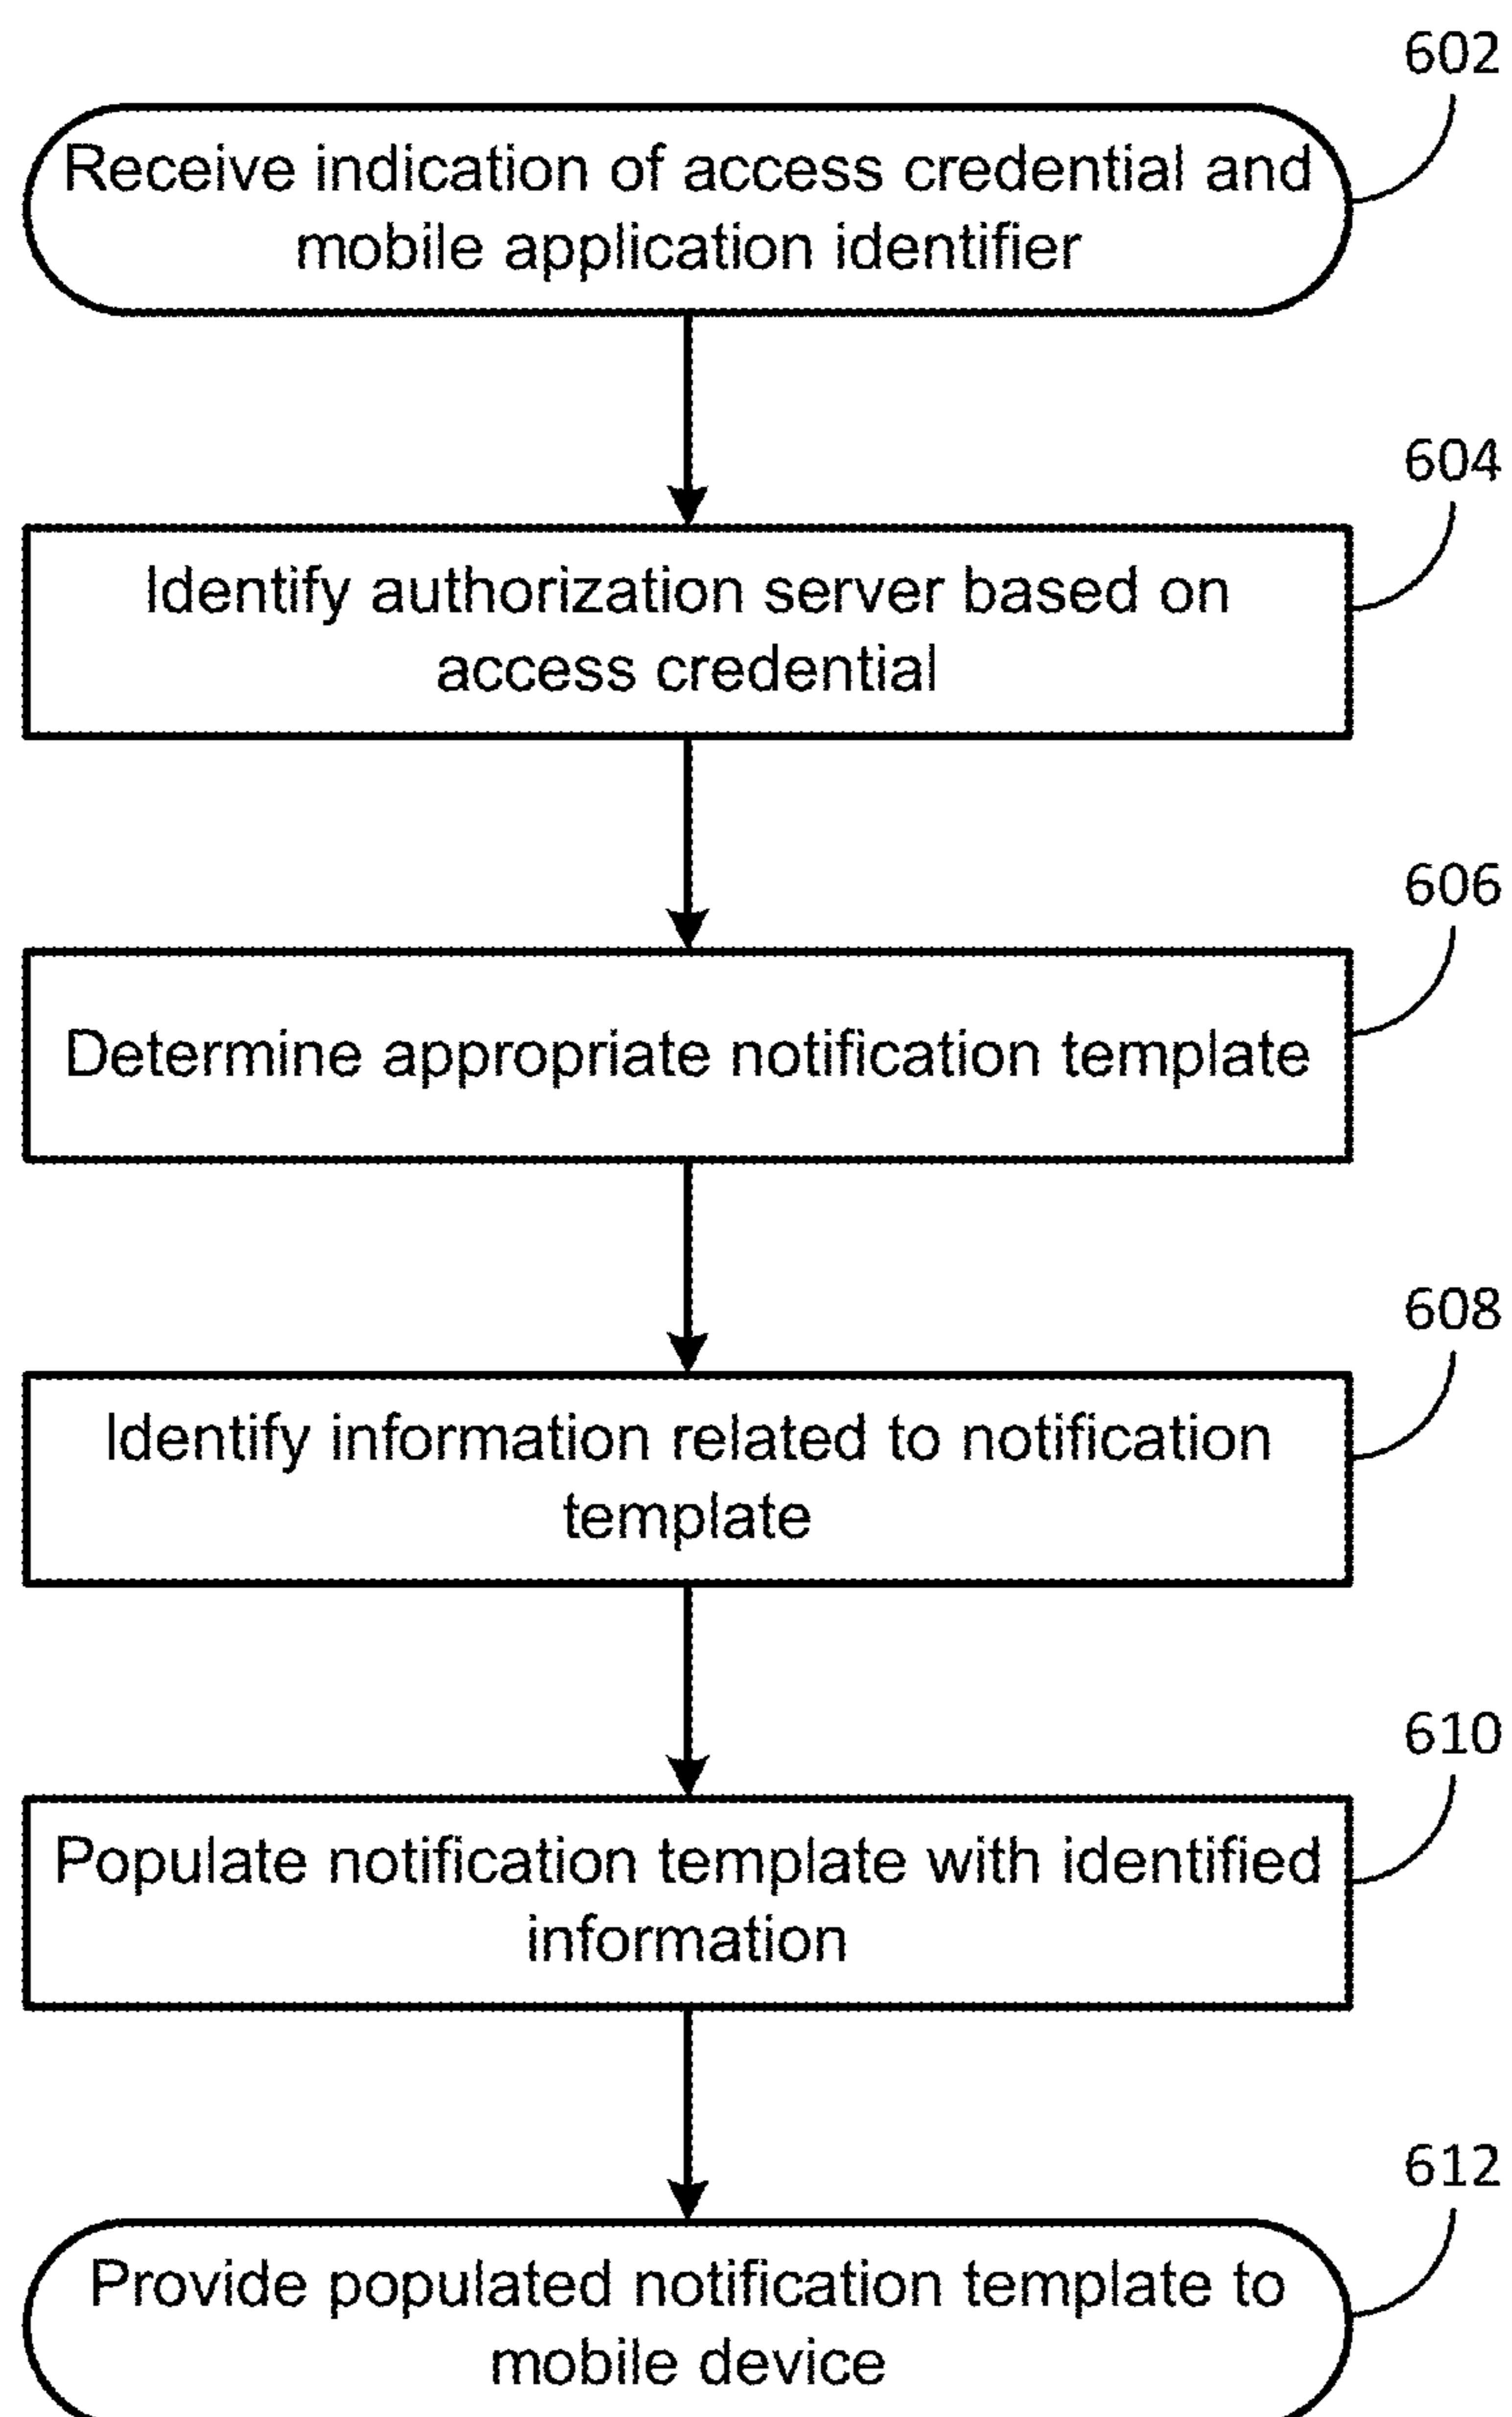 602
Receive indication of access credential and
mobile application identifier
604
Identify authorization server based on
access credential
606
Determine appropriate notification template
608
Identify information related to notification
template
610
Populate notification template with identified
information
612
Provide populated notification template to
mobile device